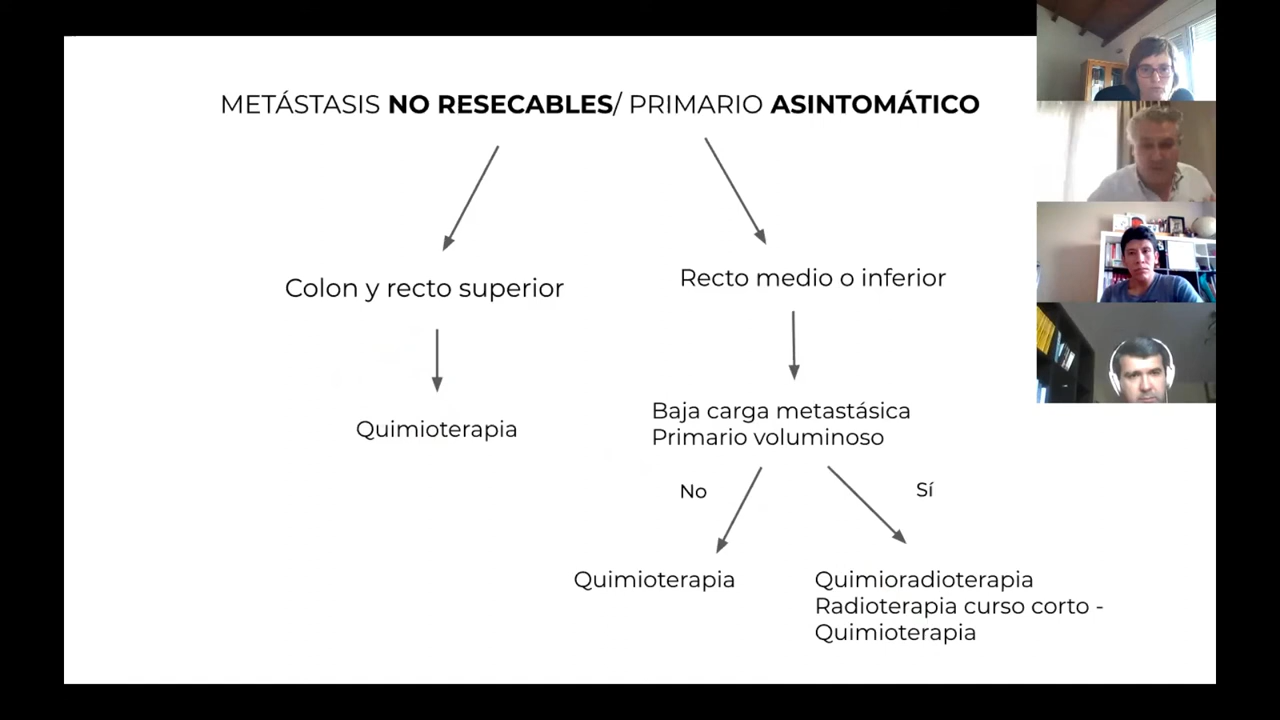 METÁSTASIS NO RESECABLES/ PRIMARIO ASINTOMÁTICO
Colon y recto superior
Recto medio o inferior
Quimioterapia
Baja carga metastásica
Primario voluminoso
No
Sí
Quimioterapia
Quimioradioterapia
Radioterapia curso corto -
Quimioterapia